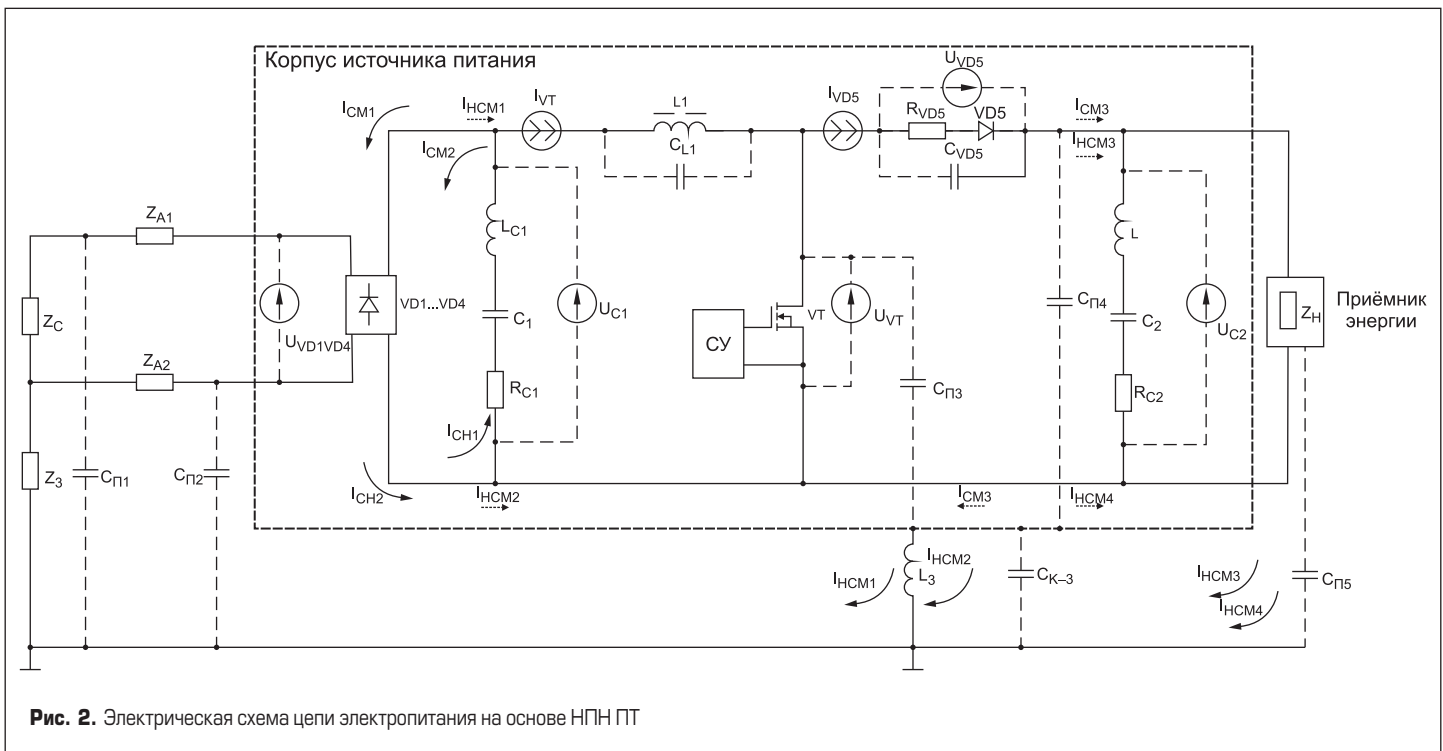 Корпус источника питания
I_CM1
I_HCM1
I_VT
L1
I_VD5
U_VD5
R_VD5
VD5
I_CM3
I_HCM3
I_CM2
C_L1
C_VD5
Z_A1
L_C1
L
VD1...VD4
U_C1
C_1
VT
U_VT
C_П4
C_2
U_C2
Z_H
Приёмник
энергии
Z_C
U_VD1VD4
СУ
Z_A2
R_C1
C_П3
R_C2
I_CH1
Z_3
C_П1
C_П2
I_CH2
I_HCM2
I_CM3
I_HCM4
I_HCM1
L_3
I_HCM2
C_K–3
I_HCM3
I_HCM4
C_П5
Рис. 2. Электрическая схема цепи электропитания на основе НПН ПТ